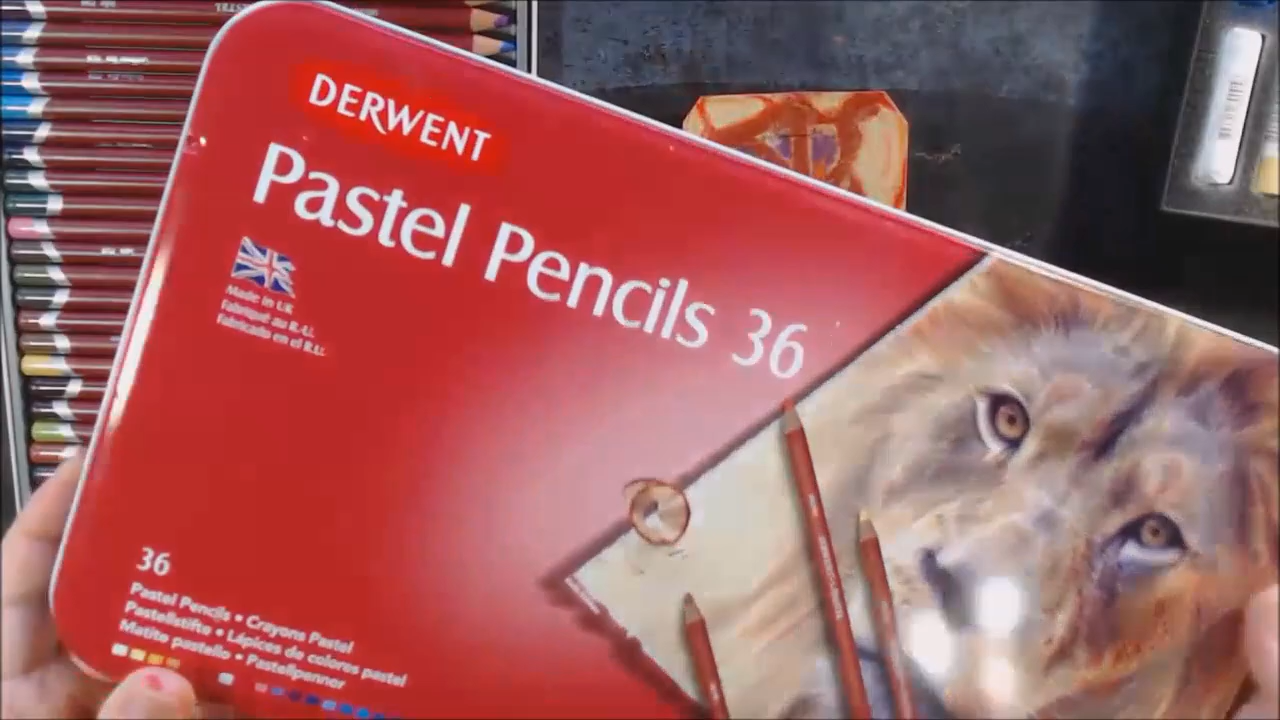 DERWENT
Pastel Pencils 36
Made in UK
Fabriqué au R.-U.
Fabricado en el R.U.
36
Pastel Pencils • Crayons Pastel
Pastellstifte • Lápices de colores pastel
Matite pastello • Pastelpenner